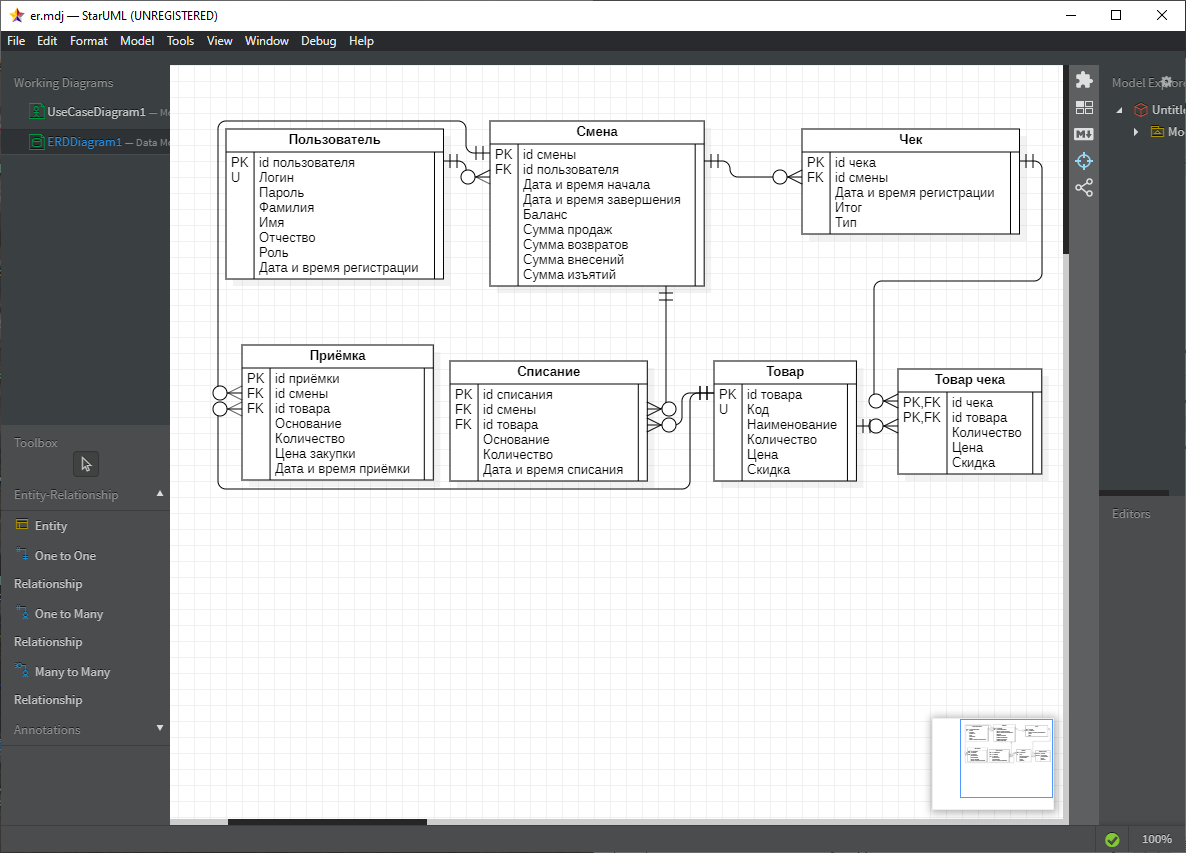 er.mdj — StarUML (UNREGISTERED)
File Edit Format Model Tools View Window Debug Help
Working Diagrams
UseCaseDiagram1 — Mo
ERDDiagram1 — Data Mo
Toolbox
Entity-Relationship
Entity
One to One
Relationship
One to Many
Relationship
Many to Many
Relationship
Annotations
Пользователь
PK id пользователя
U Логин
Пароль
Фамилия
Имя
Отчество
Роль
Дата и время регистрации
Смена
PK id смены
FK id пользователя
Дата и время начала
Дата и время завершения
Баланс
Сумма продаж
Сумма возвратов
Сумма внесений
Сумма изъятий
Чек
PK id чека
FK id смены
Дата и время регистрации
Итог
Тип
Приёмка
PK id приёмки
FK id смены
FK id товара
Основание
Количество
Цена закупки
Дата и время приёмки
Списание
PK id списания
FK id смены
FK id товара
Основание
Количество
Дата и время списания
Товар
PK id товара
U Код
Наименование
Количество
Цена
Скидка
Товар чека
PK,FK id чека
PK,FK id товара
Количество
Цена
Скидка
M↓
Model Explore
Untitle
Mo
Editors
100%